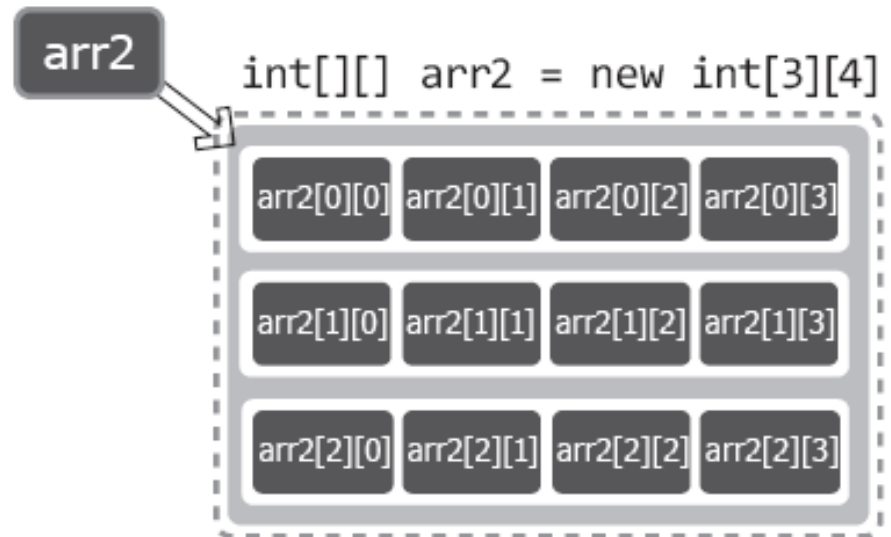 arr2
int[][] arr2 = new int[3][4]
arr2[0][0] arr2[0][1] arr2[0][2] arr2[0][3]
arr2[1][0] arr2[1][1] arr2[1][2] arr2[1][3]
arr2[2][0] arr2[2][1] arr2[2][2] arr2[2][3]